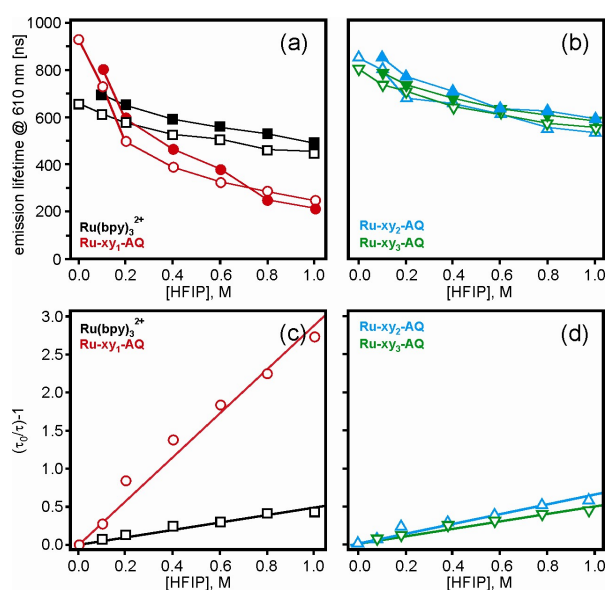 1000
800
600
400
200
0
emission lifetime @ 610 nm [ns]
(a)
Ru(bpy)₃²⁺
Ru-xy₁-AQ
0.0 0.2 0.4 0.6 0.8 1.0
[HFIP], M
(b)
Ru-xy₂-AQ
Ru-xy₃-AQ
0.0 0.2 0.4 0.6 0.8 1.0
[HFIP], M
3.0
2.5
2.0
1.5
1.0
0.5
0.0
(τ₀/τ)-1
Ru(bpy)₃²⁺
Ru-xy₁-AQ
(c)
0.0 0.2 0.4 0.6 0.8 1.0
[HFIP], M
Ru-xy₂-AQ
Ru-xy₃-AQ
(d)
0.0 0.2 0.4 0.6 0.8 1.0
[HFIP], M